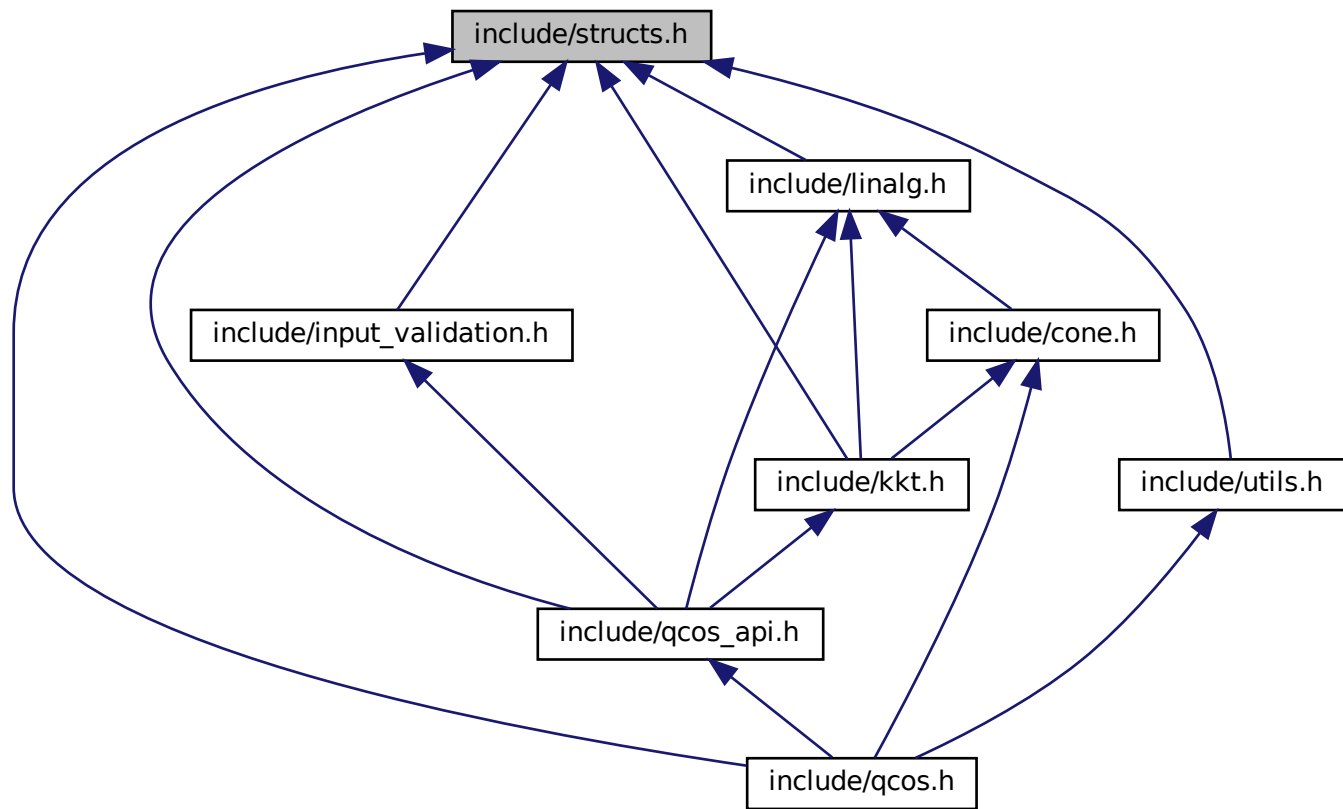 include/structs.h
include/linalg.h
include/input_validation.h
include/cone.h
include/kkt.h
include/utils.h
include/qcos_api.h
include/qcos.h